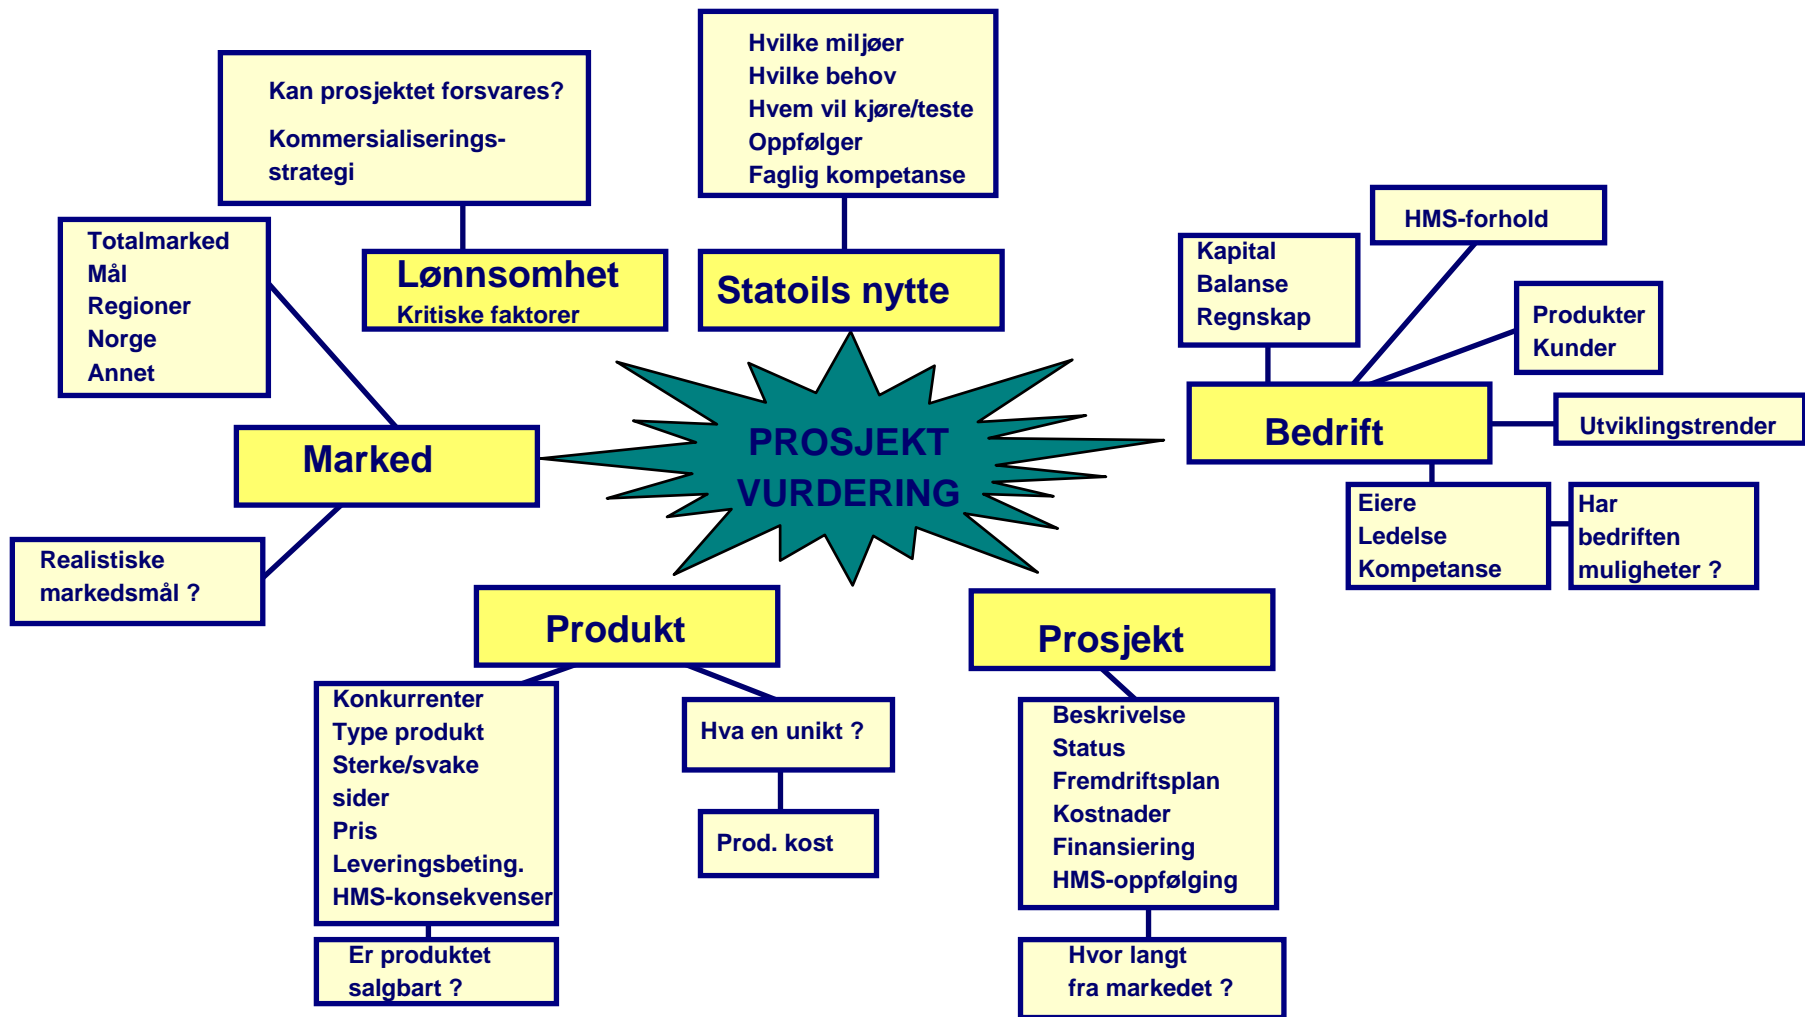 Hvilke miljøer
Hvilke behov
Hvem vil kjøre/teste
Oppfølger
Faglig kompetanse
Kan prosjektet forsvares?
Kommersialiserings-
strategi
Totalmarked
Mål
Regioner
Norge
Annet
Lønnsomhet
Kritiske faktorer
Statoils nytte
Kapital
Balanse
Regnskap
HMS-forhold
Produkter
Kunder
Bedrift
Utviklingstrender
Eiere
Ledelse
Kompetanse
Har
bedriften
muligheter ?
PROSJEKT
VURDERING
Marked
Realistiske
markedsmål ?
Produkt
Konkurrenter
Type produkt
Sterke/svake
sider
Pris
Leveringsbeting.
HMS-konsekvenser
Er produktet
salgbart ?
Hva en unikt ?
Prod. kost
Prosjekt
Beskrivelse
Status
Fremdriftsplan
Kostnader
Finansiering
HMS-oppfølging
Hvor langt
fra markedet ?